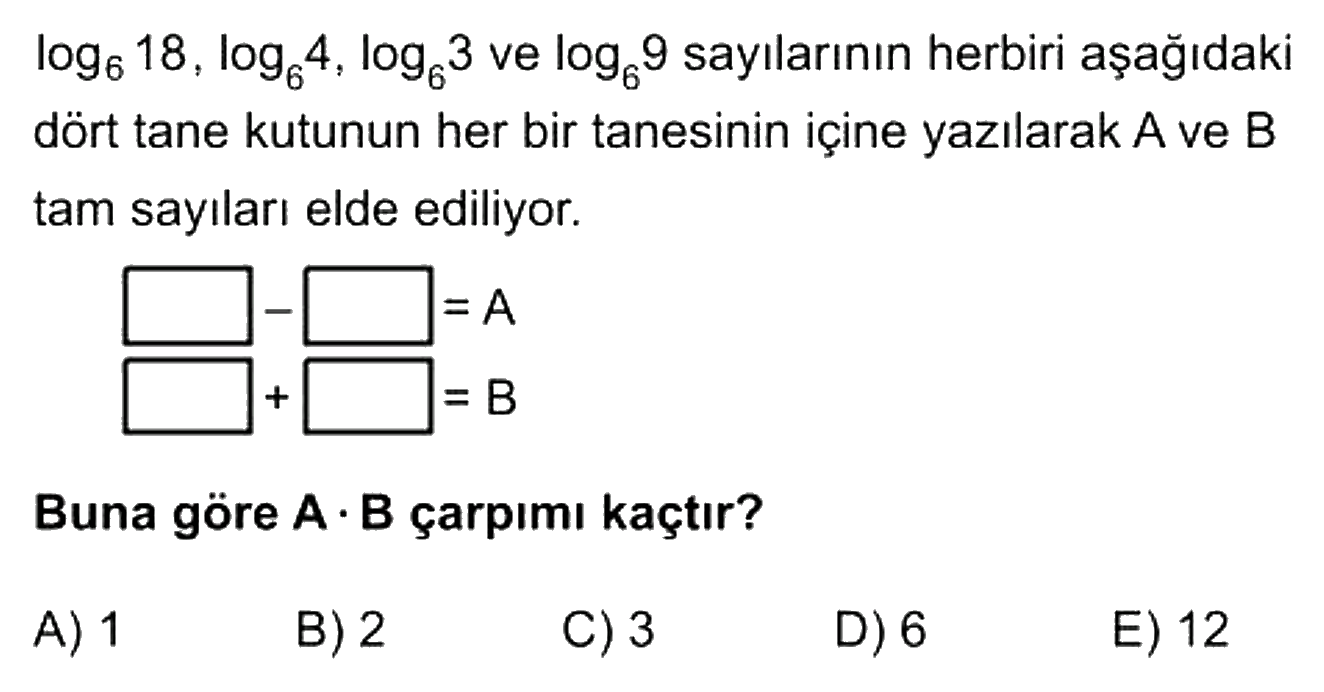 log₆ 18, log₆4, log₆3 ve log₆9 sayılarının herbiri aşağıdaki
dört tane kutunun her bir tanesinin içine yazılarak A ve B
tam sayıları elde ediliyor.
– = A
+ = B
Buna göre A · B çarpımı kaçtır?
A) 1 B) 2 C) 3 D) 6 E) 12